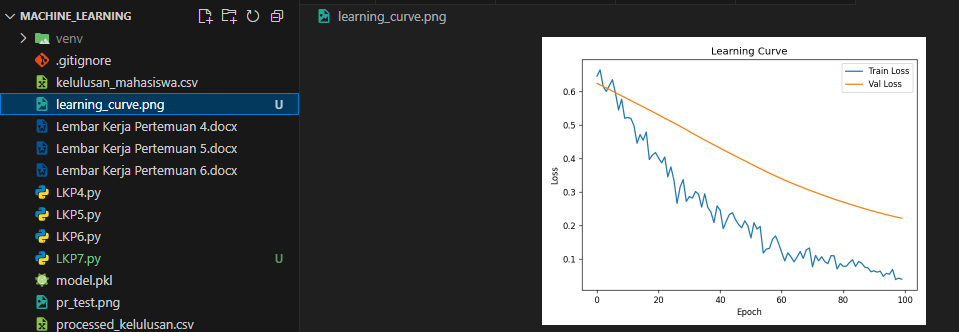 MACHINE_LEARNING
venv
.gitignore
kelulusan_mahasiswa.csv
learning_curve.png U
Lembar Kerja Pertemuan 4.docx
Lembar Kerja Pertemuan 5.docx
Lembar Kerja Pertemuan 6.docx
LKP4.py
LKP5.py
LKP6.py
LKP7.py U
model.pkl
pr_test.png
processed_kelulusan.csv
learning_curve.png
Learning Curve
Train Loss
Val Loss
0.6
0.5
0.4
0.3
0.2
0.1
Loss
0 20 40 60 80 100
Epoch